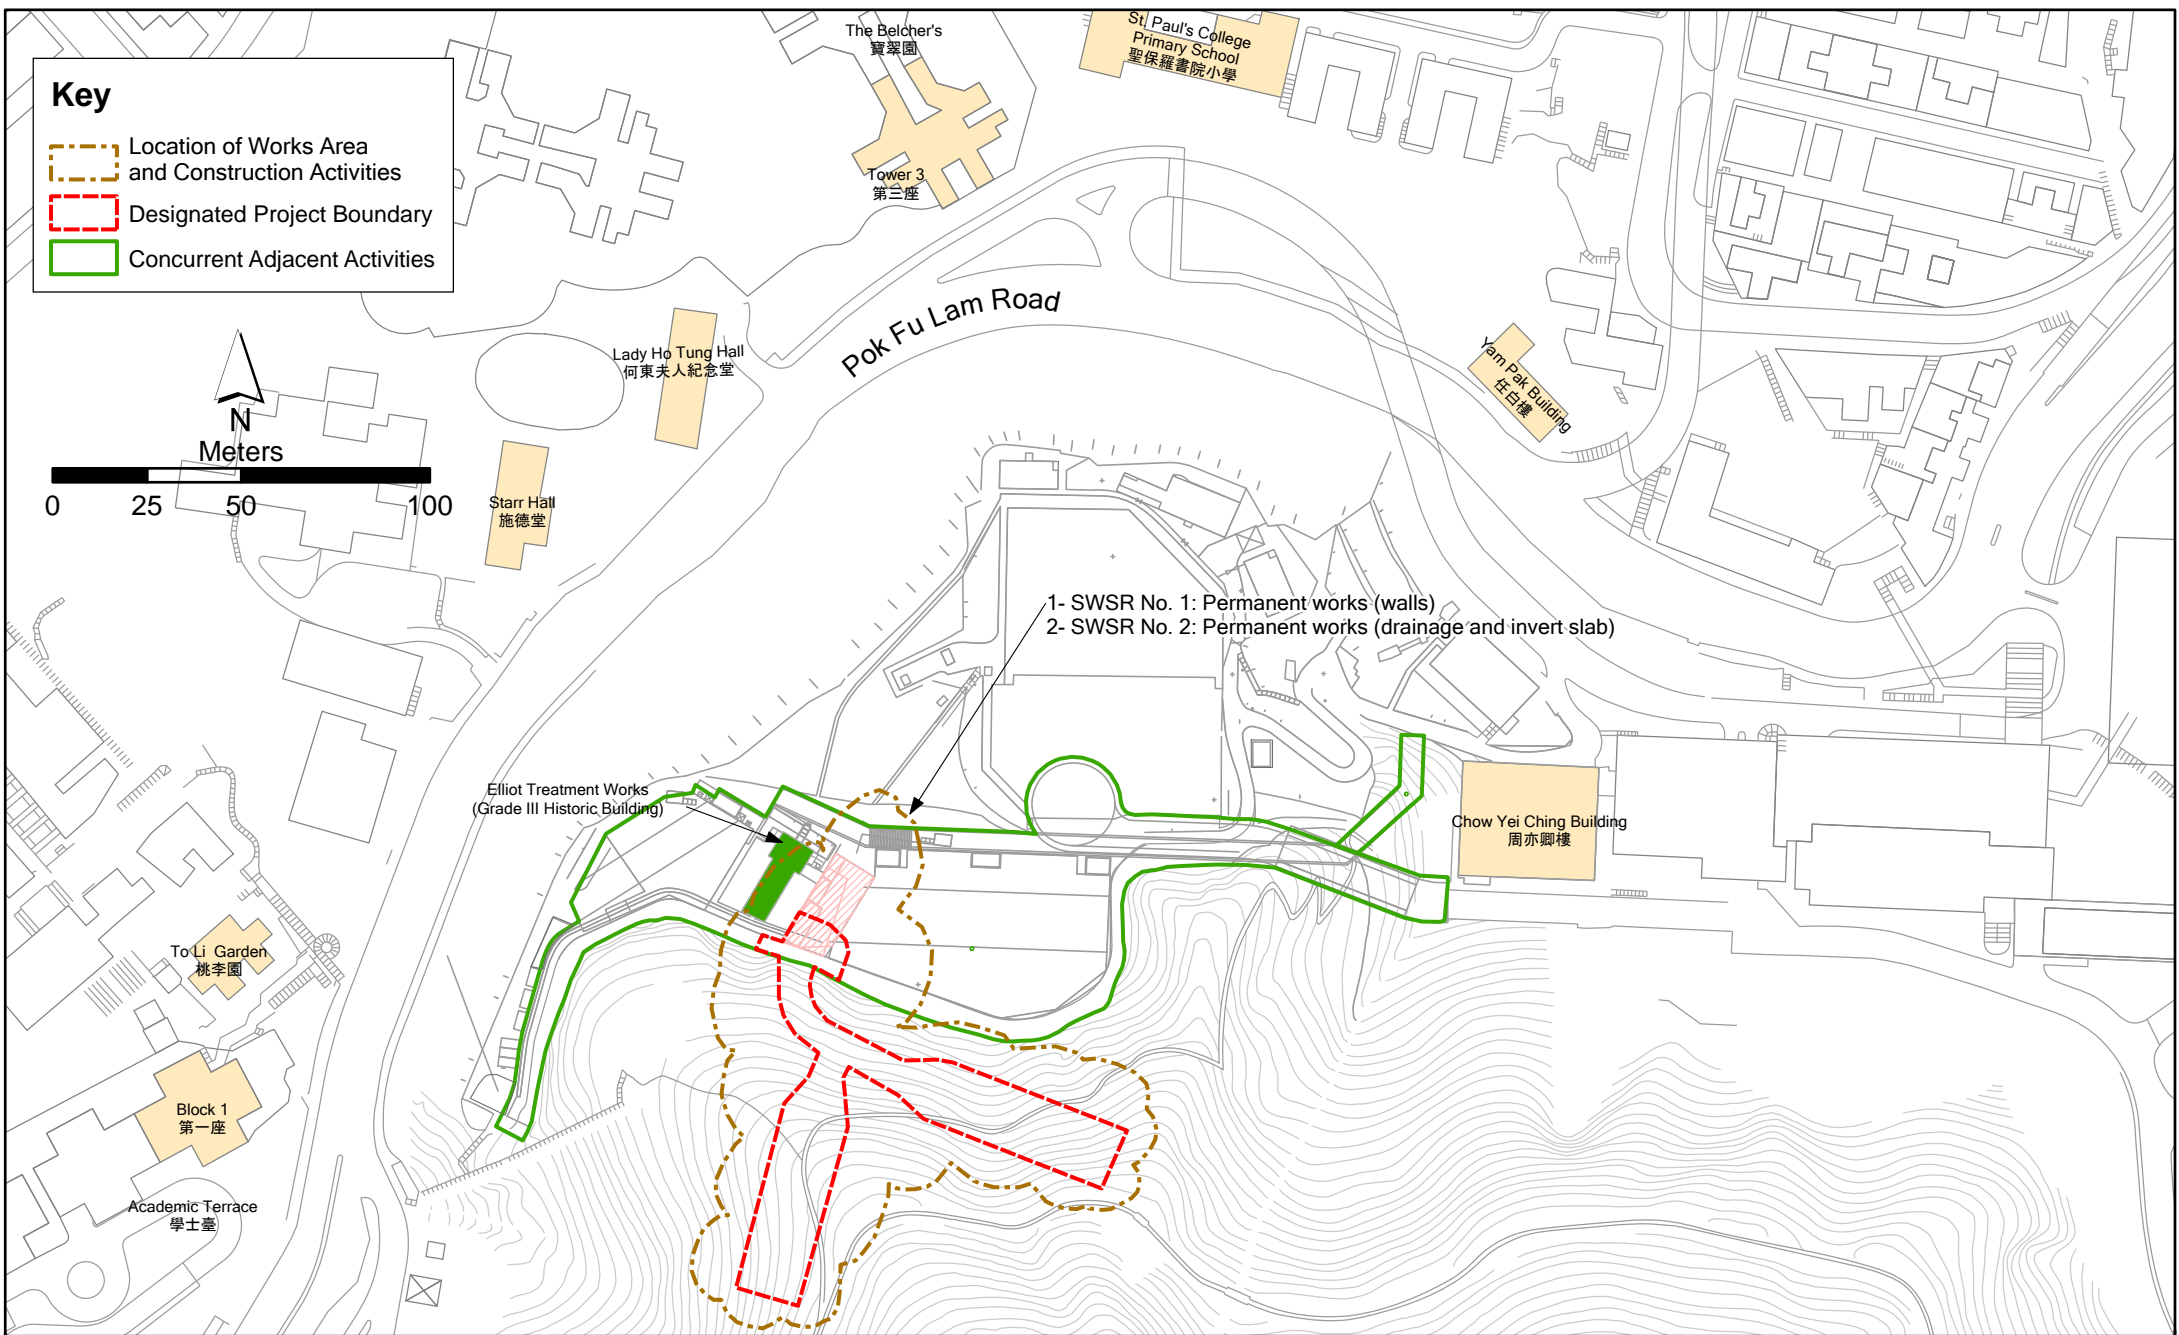 The Belcher's
寶翠園
St. Paul's College
Primary School
聖保羅書院小學
Key
Location of Works Area
and Construction Activities
Designated Project Boundary
Concurrent Adjacent Activities
Tower 3
第三座
Pok Fu Lam Road
Lady Ho Tung Hall
何東夫人紀念堂
Yam Pak Building
任白樓
N
Meters
0 25 50 100
Starr Hall
施德堂
1- SWSR No. 1: Permanent works (walls)
2- SWSR No. 2: Permanent works (drainage and invert slab)
Elliot Treatment Works
(Grade III Historic Building)
Chow Yei Ching Building
周亦卿樓
To Li Garden
桃李園
Block 1
第一座
Academic Terrace
學士臺